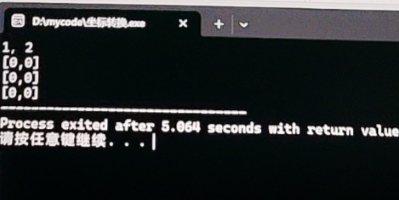 D:\mycode\坐标转换.exe
1, 2
[0,0]
[0,0]
[0,0]
--------------------------------
Process exited after 5.064 seconds with return value
请按任意键继续. . .